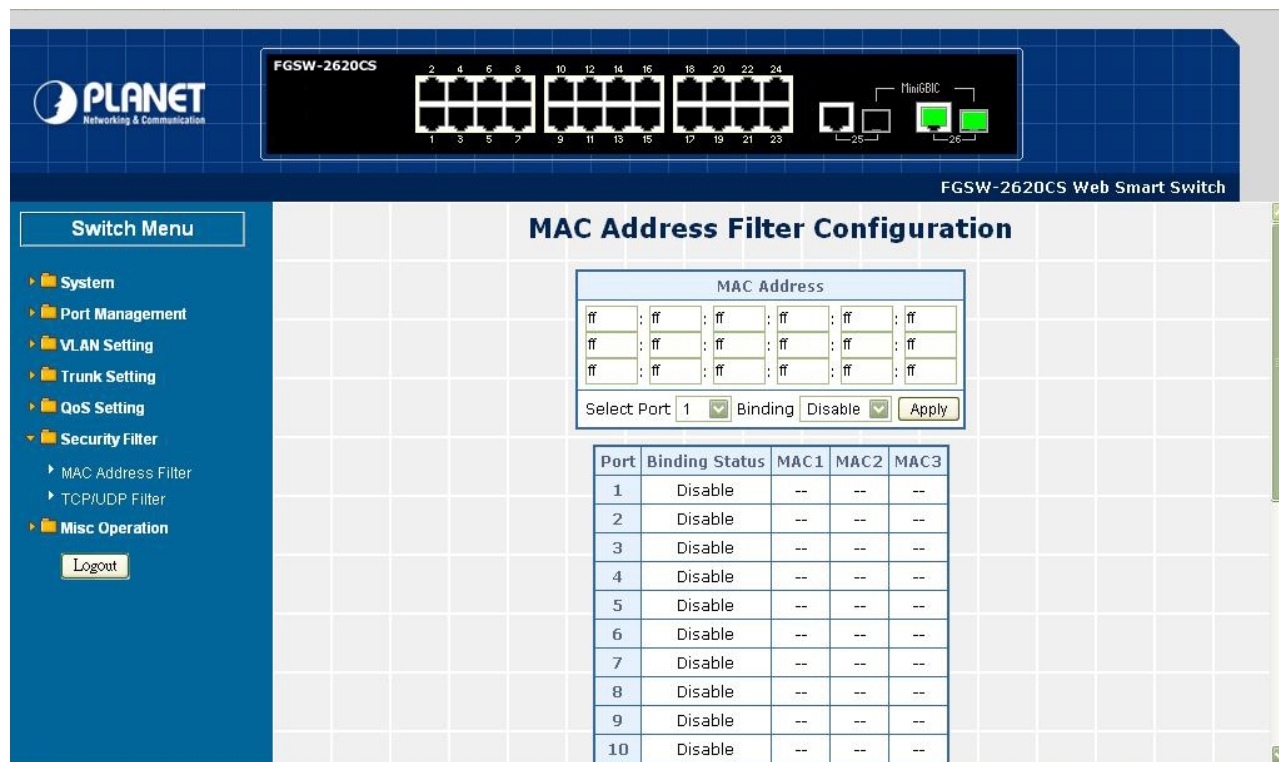 PLANET
Networking & Communication
FGSW-2620CS
2 4 6 8 10 12 14 16 18 20 22 24
MiniGBIC
1 3 5 7 9 11 13 15 17 19 21 23
25 26
FGSW-2620CS Web Smart Switch
Switch Menu
System
Port Management
VLAN Setting
Trunk Setting
QoS Setting
Security Filter
MAC Address Filter
TCP/UDP Filter
Misc Operation
Logout
MAC Address Filter Configuration
MAC Address
ff : ff : ff : ff : ff : ff
ff : ff : ff : ff : ff : ff
ff : ff : ff : ff : ff : ff
Select Port 1 Binding Disable Apply
Port Binding Status MAC1 MAC2 MAC3
1 Disable -- -- --
2 Disable -- -- --
3 Disable -- -- --
4 Disable -- -- --
5 Disable -- -- --
6 Disable -- -- --
7 Disable -- -- --
8 Disable -- -- --
9 Disable -- -- --
10 Disable -- -- --